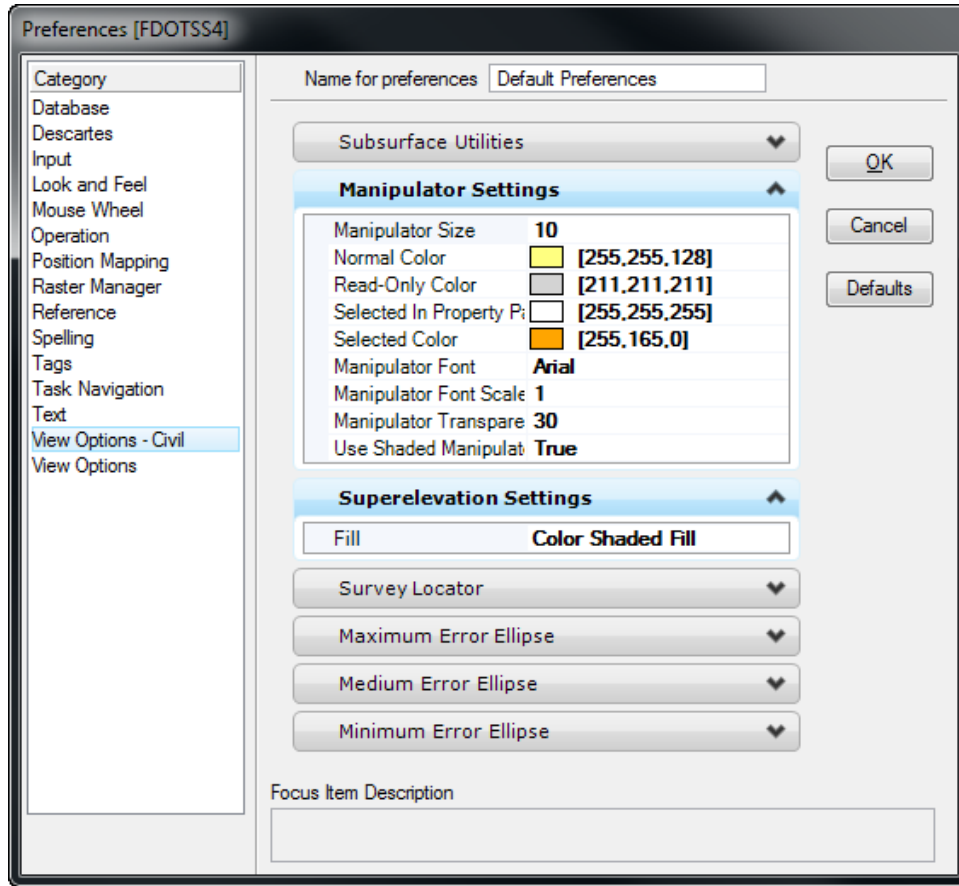 Preferences [FDOTSS4]
Category
Database
Descartes
Input
Look and Feel
Mouse Wheel
Operation
Position Mapping
Raster Manager
Reference
Spelling
Tags
Task Navigation
Text
View Options - Civil
View Options
Name for preferences Default Preferences
Subsurface Utilities
Manipulator Settings
Manipulator Size 10
Normal Color [255,255,128]
Read-Only Color [211,211,211]
Selected In Property Pa [255,255,255]
Selected Color [255,165,0]
Manipulator Font Arial
Manipulator Font Scale 1
Manipulator Transpare 30
Use Shaded Manipulat True
Superelevation Settings
Fill Color Shaded Fill
Survey Locator
Maximum Error Ellipse
Medium Error Ellipse
Minimum Error Ellipse
OK
Cancel
Defaults
Focus Item Description